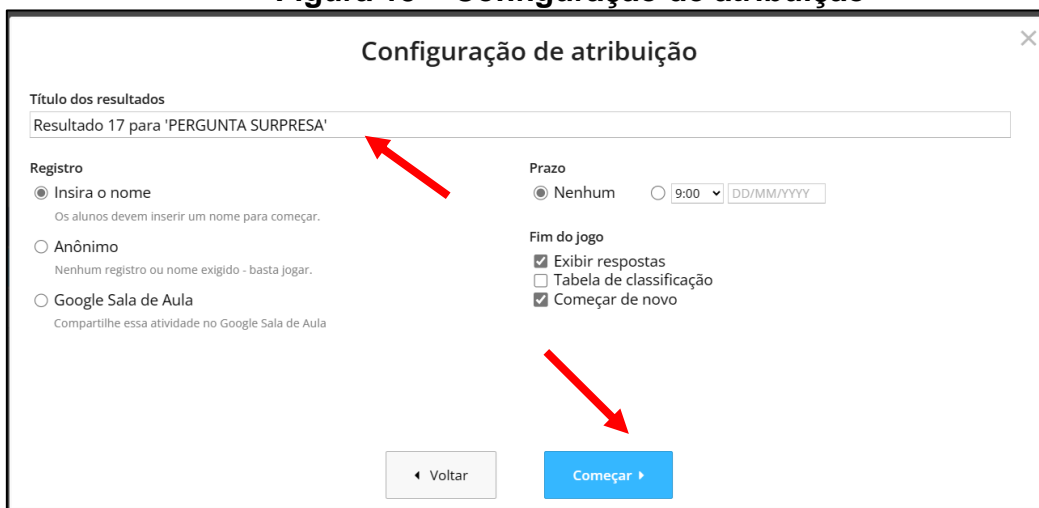 Configuração de atribuição
Título dos resultados
Resultado 17 para 'PERGUNTA SURPRESA'
Registro
Insira o nome
Os alunos devem inserir um nome para começar.
Anônimo
Nenhum registro ou nome exigido - basta jogar.
Google Sala de Aula
Compartilhe essa atividade no Google Sala de Aula
Prazo
Nenhum 9:00 DD/MM/YYYY
Fim do jogo
Exibir respostas
Tabela de classificação
Começar de novo
Voltar
Começar